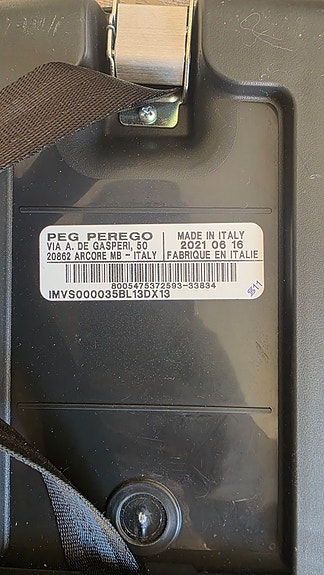 PEG PEREGO
VIA A. DE GASPERI, 50
20862 ARCORE MB - ITALY
MADE IN ITALY
2021 06 16
FABRIQUE EN ITALIE
8005475372593-33834
IMVS000035BL13DX13